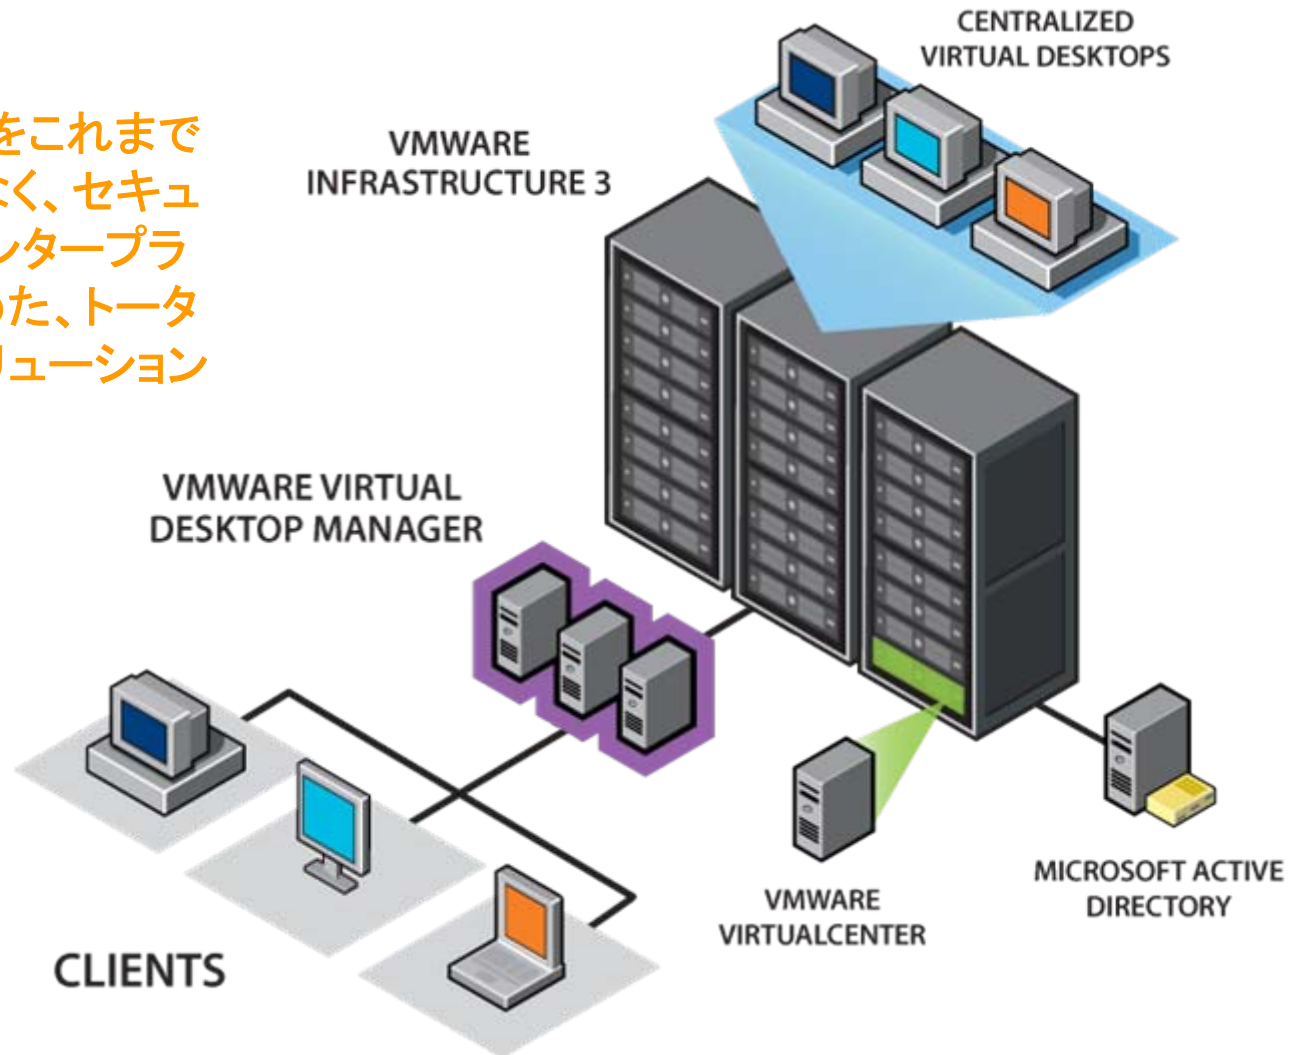 CENTRALIZED
VIRTUAL DESKTOPS
をこれまで
なく、セキュ
ンタープラ
めた、トータ
リューション
VMWARE
INFRASTRUCTURE 3
VMWARE VIRTUAL
DESKTOP MANAGER
MICROSOFT ACTIVE
DIRECTORY
VMWARE
VIRTUALCENTER
CLIENTS